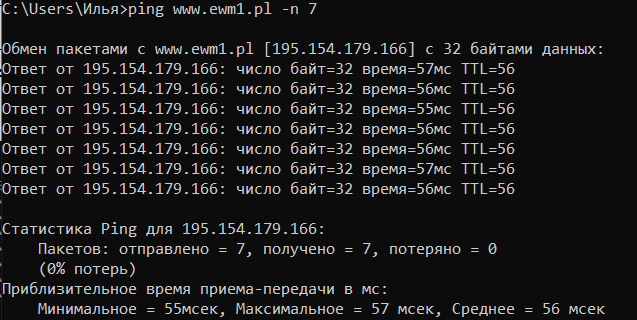 C:\Users\Илья>ping www.ewm1.pl -n 7
Обмен пакетами с www.ewm1.pl [195.154.179.166] с 32 байтами данных:
Ответ от 195.154.179.166: число байт=32 время=57мс TTL=56
Ответ от 195.154.179.166: число байт=32 время=56мс TTL=56
Ответ от 195.154.179.166: число байт=32 время=55мс TTL=56
Ответ от 195.154.179.166: число байт=32 время=56мс TTL=56
Ответ от 195.154.179.166: число байт=32 время=56мс TTL=56
Ответ от 195.154.179.166: число байт=32 время=57мс TTL=56
Ответ от 195.154.179.166: число байт=32 время=56мс TTL=56
Статистика Ping для 195.154.179.166:
Пакетов: отправлено = 7, получено = 7, потеряно = 0
(0% потерь)
Приблизительное время приема-передачи в мс:
Минимальное = 55мсек, Максимальное = 57 мсек, Среднее = 56 мсек